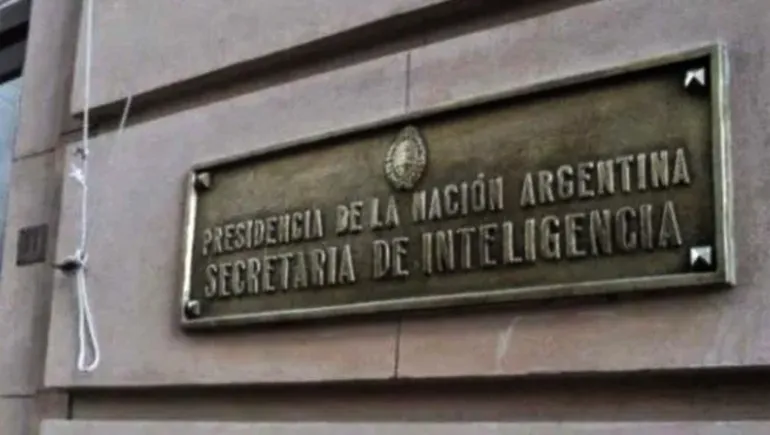 PRESIDENCIA DE LA NACIÓN ARGENTINA
SECRETARIA DE INTELIGENCIA